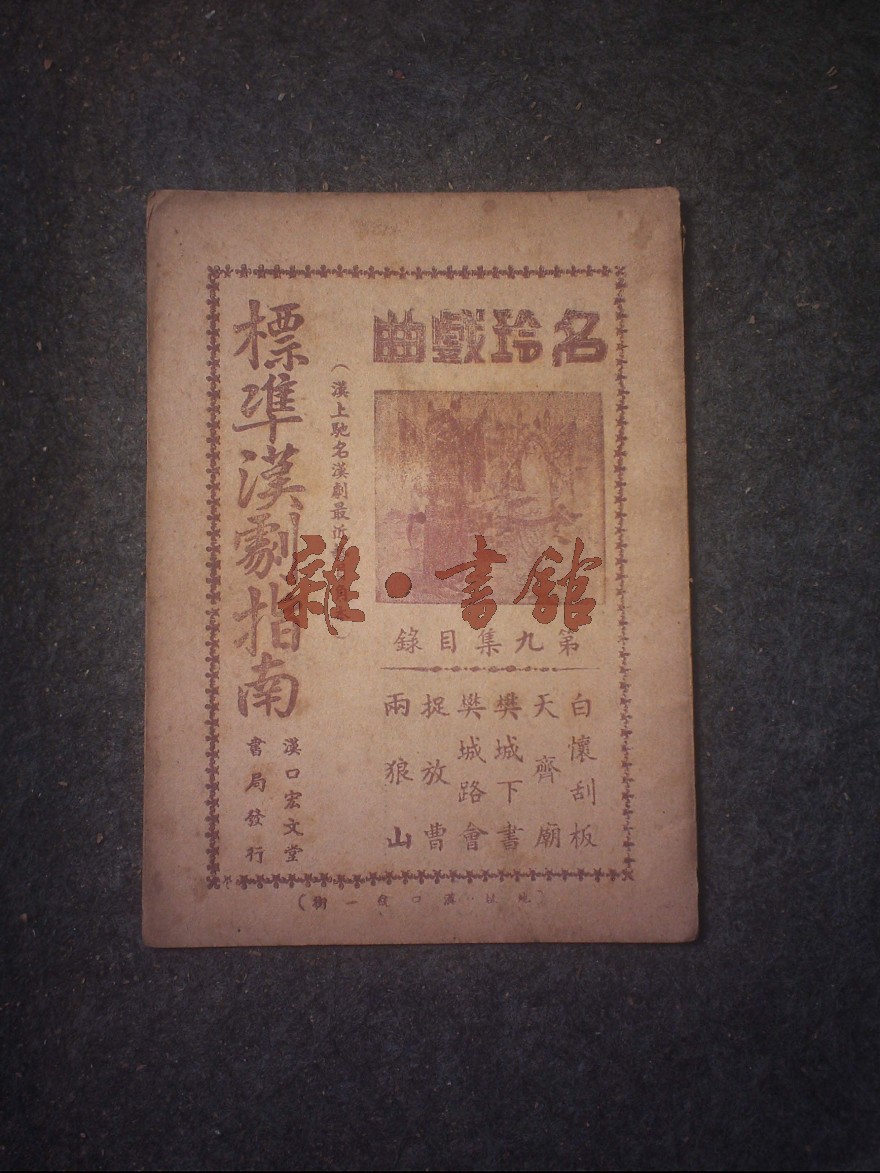 名玲戲曲
第九集目錄
白懷刮板
天齊廟
樊城下書
樊城路會
捉放曹
兩狼山
（漢上馳名漢劇最近
標準漢劇指南
漢口宏文堂
書局發行
雜·書館